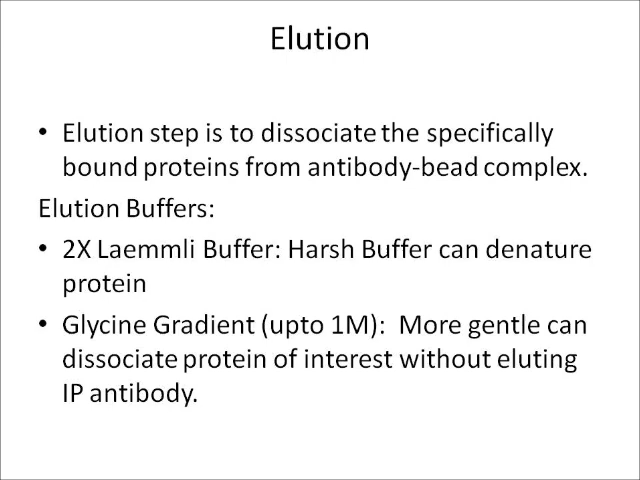 Elution
• Elution step is to dissociate the specifically
bound proteins from antibody-bead complex.
Elution Buffers:
• 2X Laemmli Buffer: Harsh Buffer can denature
protein
• Glycine Gradient (upto 1M):  More gentle can
dissociate protein of interest without eluting
IP antibody.